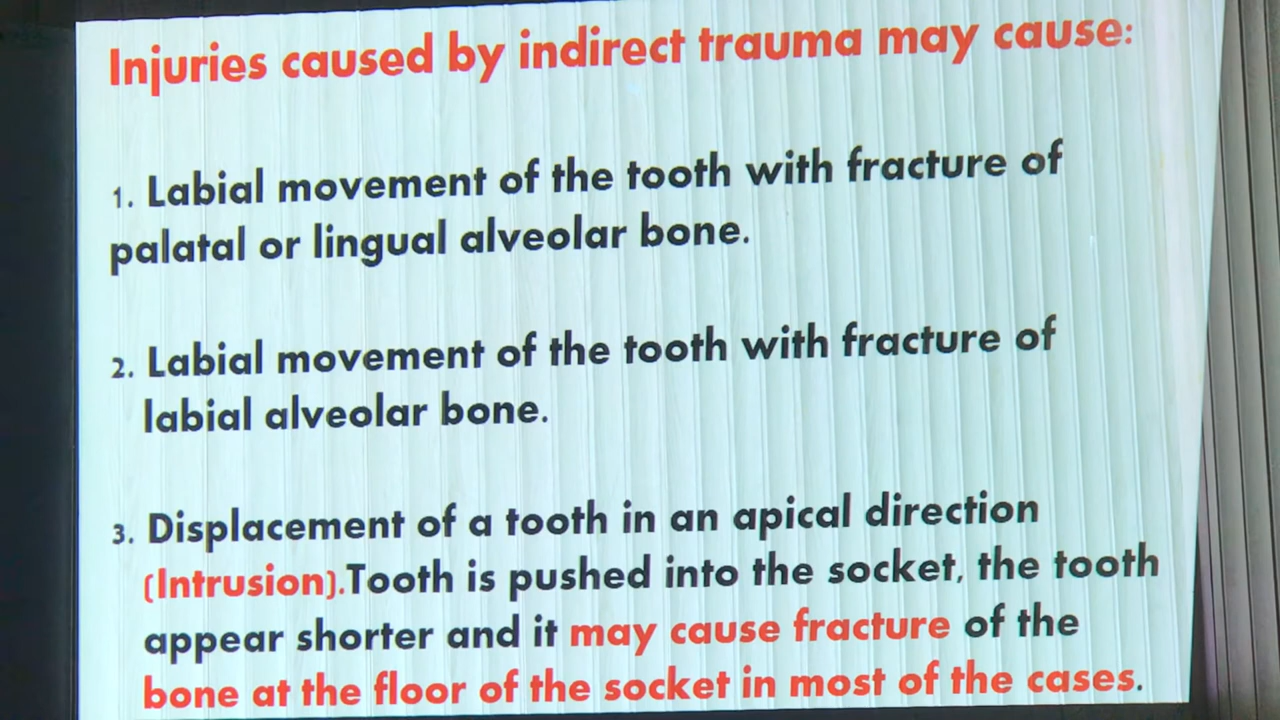 Injuries caused by indirect trauma may cause:
1. Labial movement of the tooth with fracture of
palatal or lingual alveolar bone.
2. Labial movement of the tooth with fracture of
labial alveolar bone.
3. Displacement of a tooth in an apical direction
(Intrusion).Tooth is pushed into the socket, the tooth
appear shorter and it may cause fracture of the
bone at the floor of the socket in most of the cases.